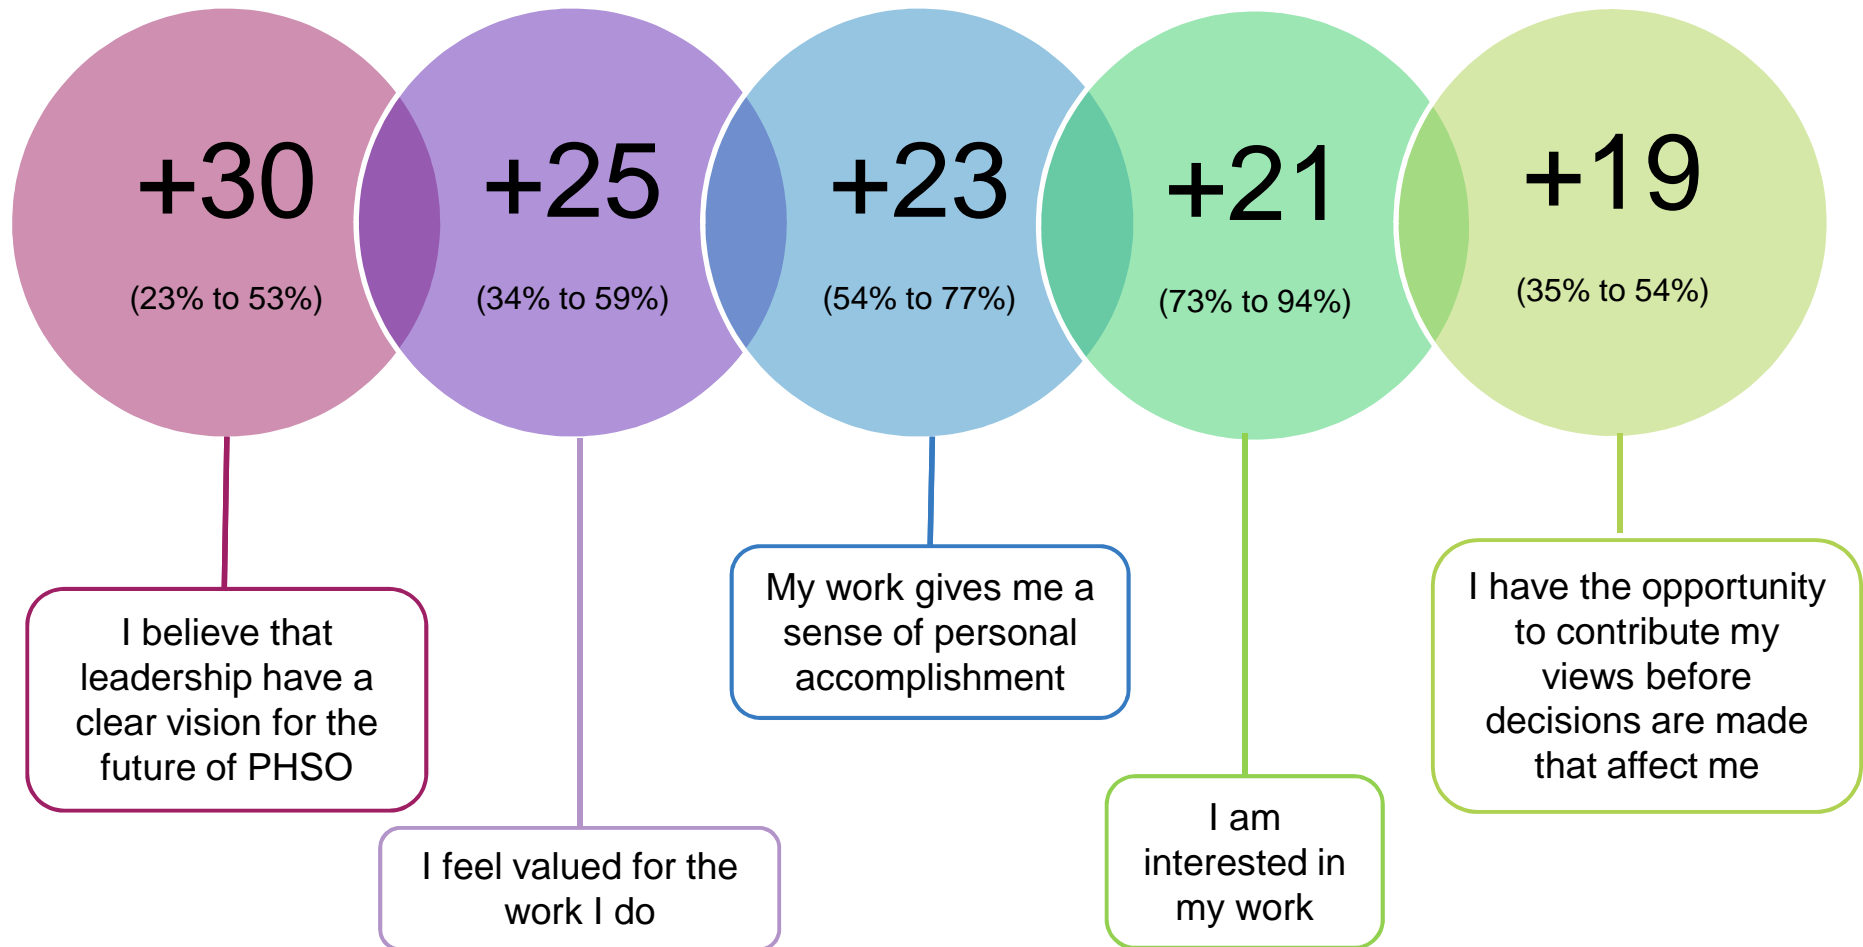 +30
(23% to 53%)
+25
(34% to 59%)
+23
(54% to 77%)
+21
(73% to 94%)
+19
(35% to 54%)
I believe that
leadership have a
clear vision for the
future of PHSO
I feel valued for the
work I do
My work gives me a
sense of personal
accomplishment
I am
interested in
my work
I have the opportunity
to contribute my
views before
decisions are made
that affect me